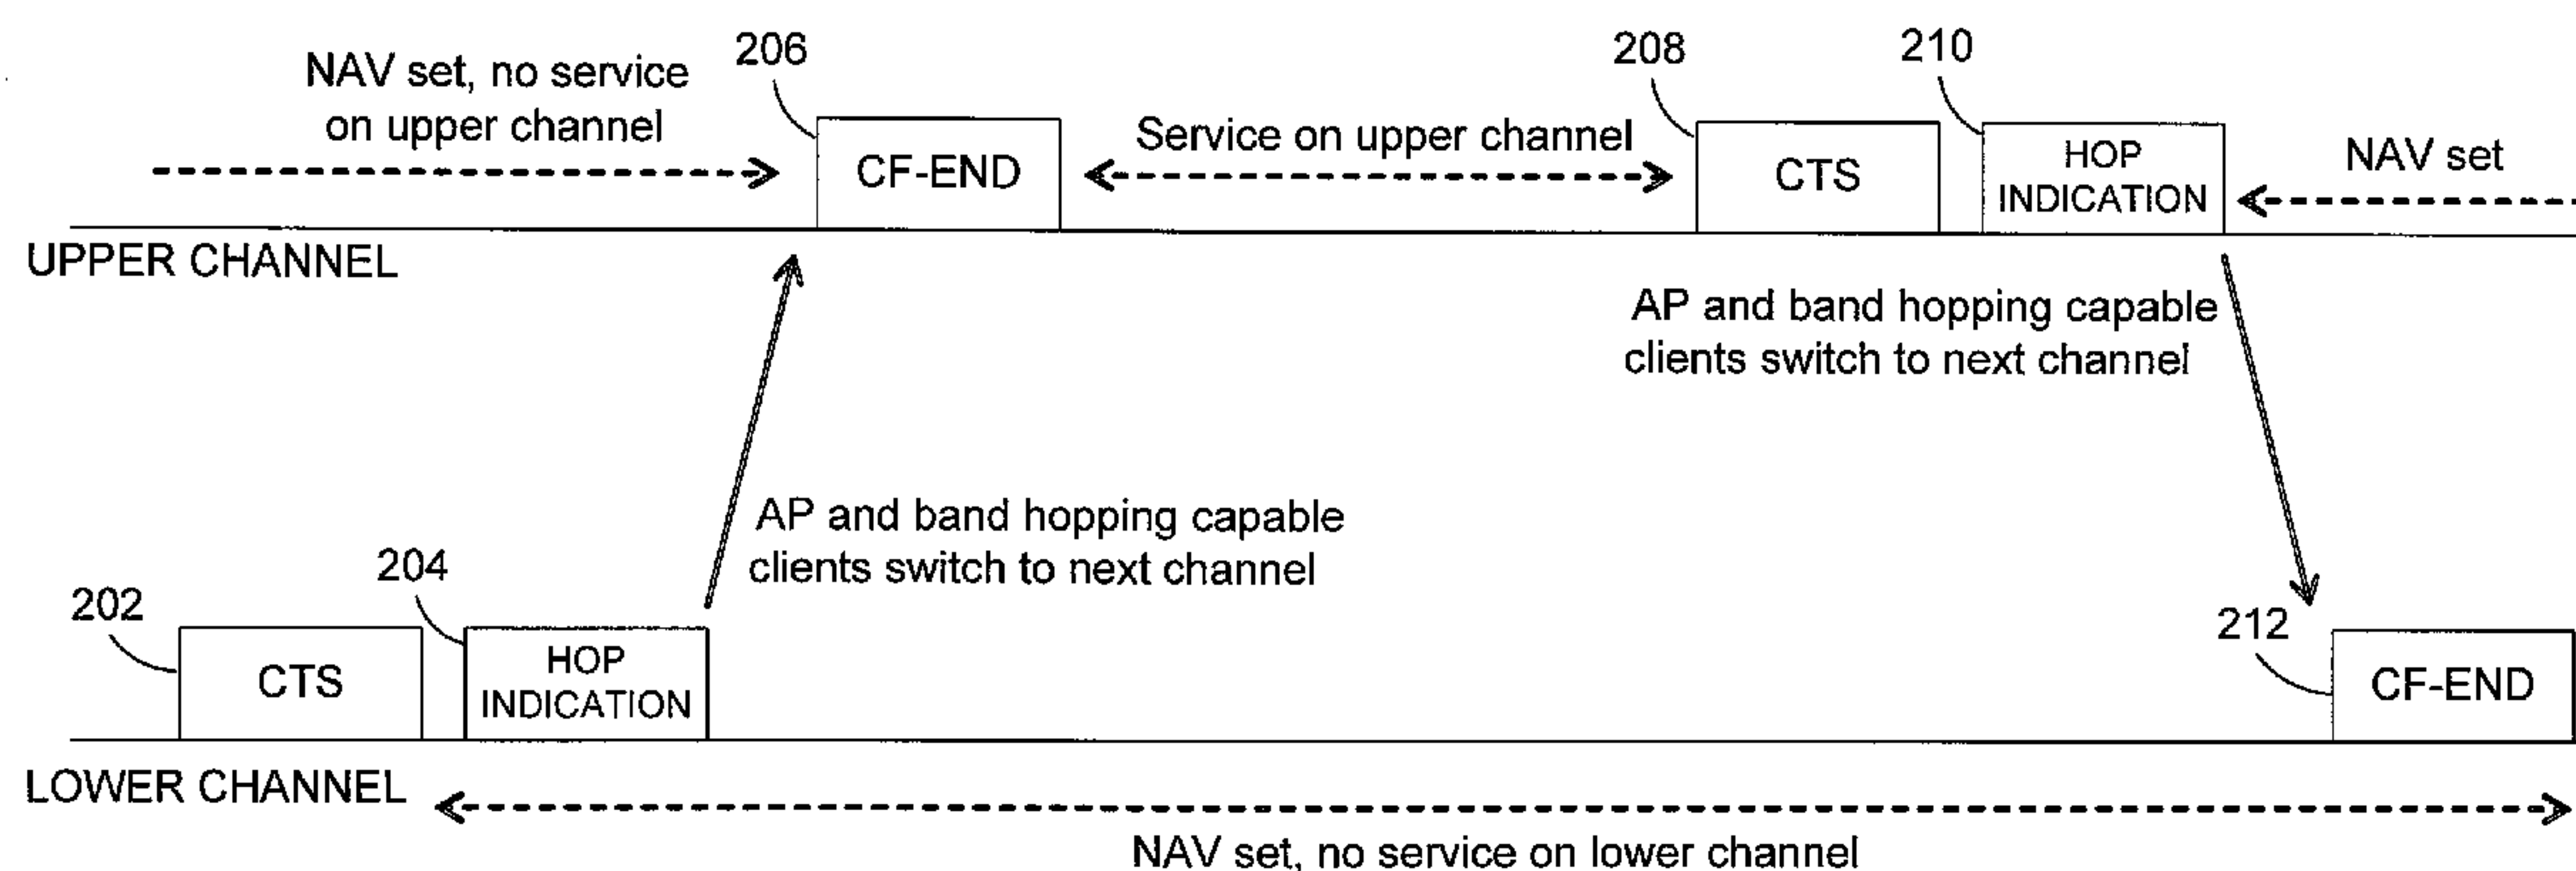 NAV set, no service
on upper channel
206
CF-END
Service on upper channel
208
CTS
210
HOP
INDICATION
NAV set
UPPER CHANNEL
AP and band hopping capable
clients switch to next channel
AP and band hopping capable
clients switch to next channel
202
CTS
204
HOP
INDICATION
212
CF-END
LOWER CHANNEL
NAV set, no service on lower channel